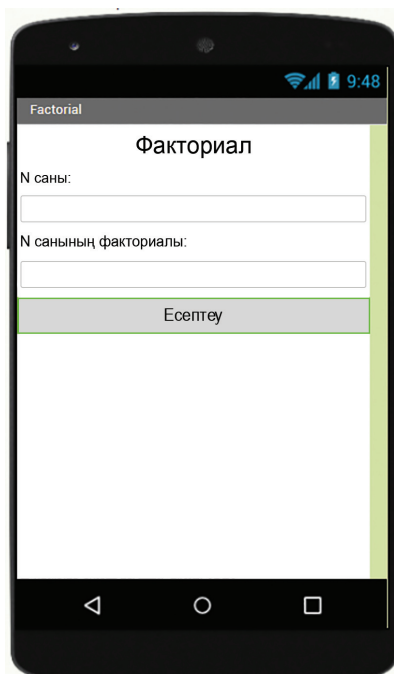 9:48
Factorial
Факториал
N саны:
N санының факториалы:
Есептеу